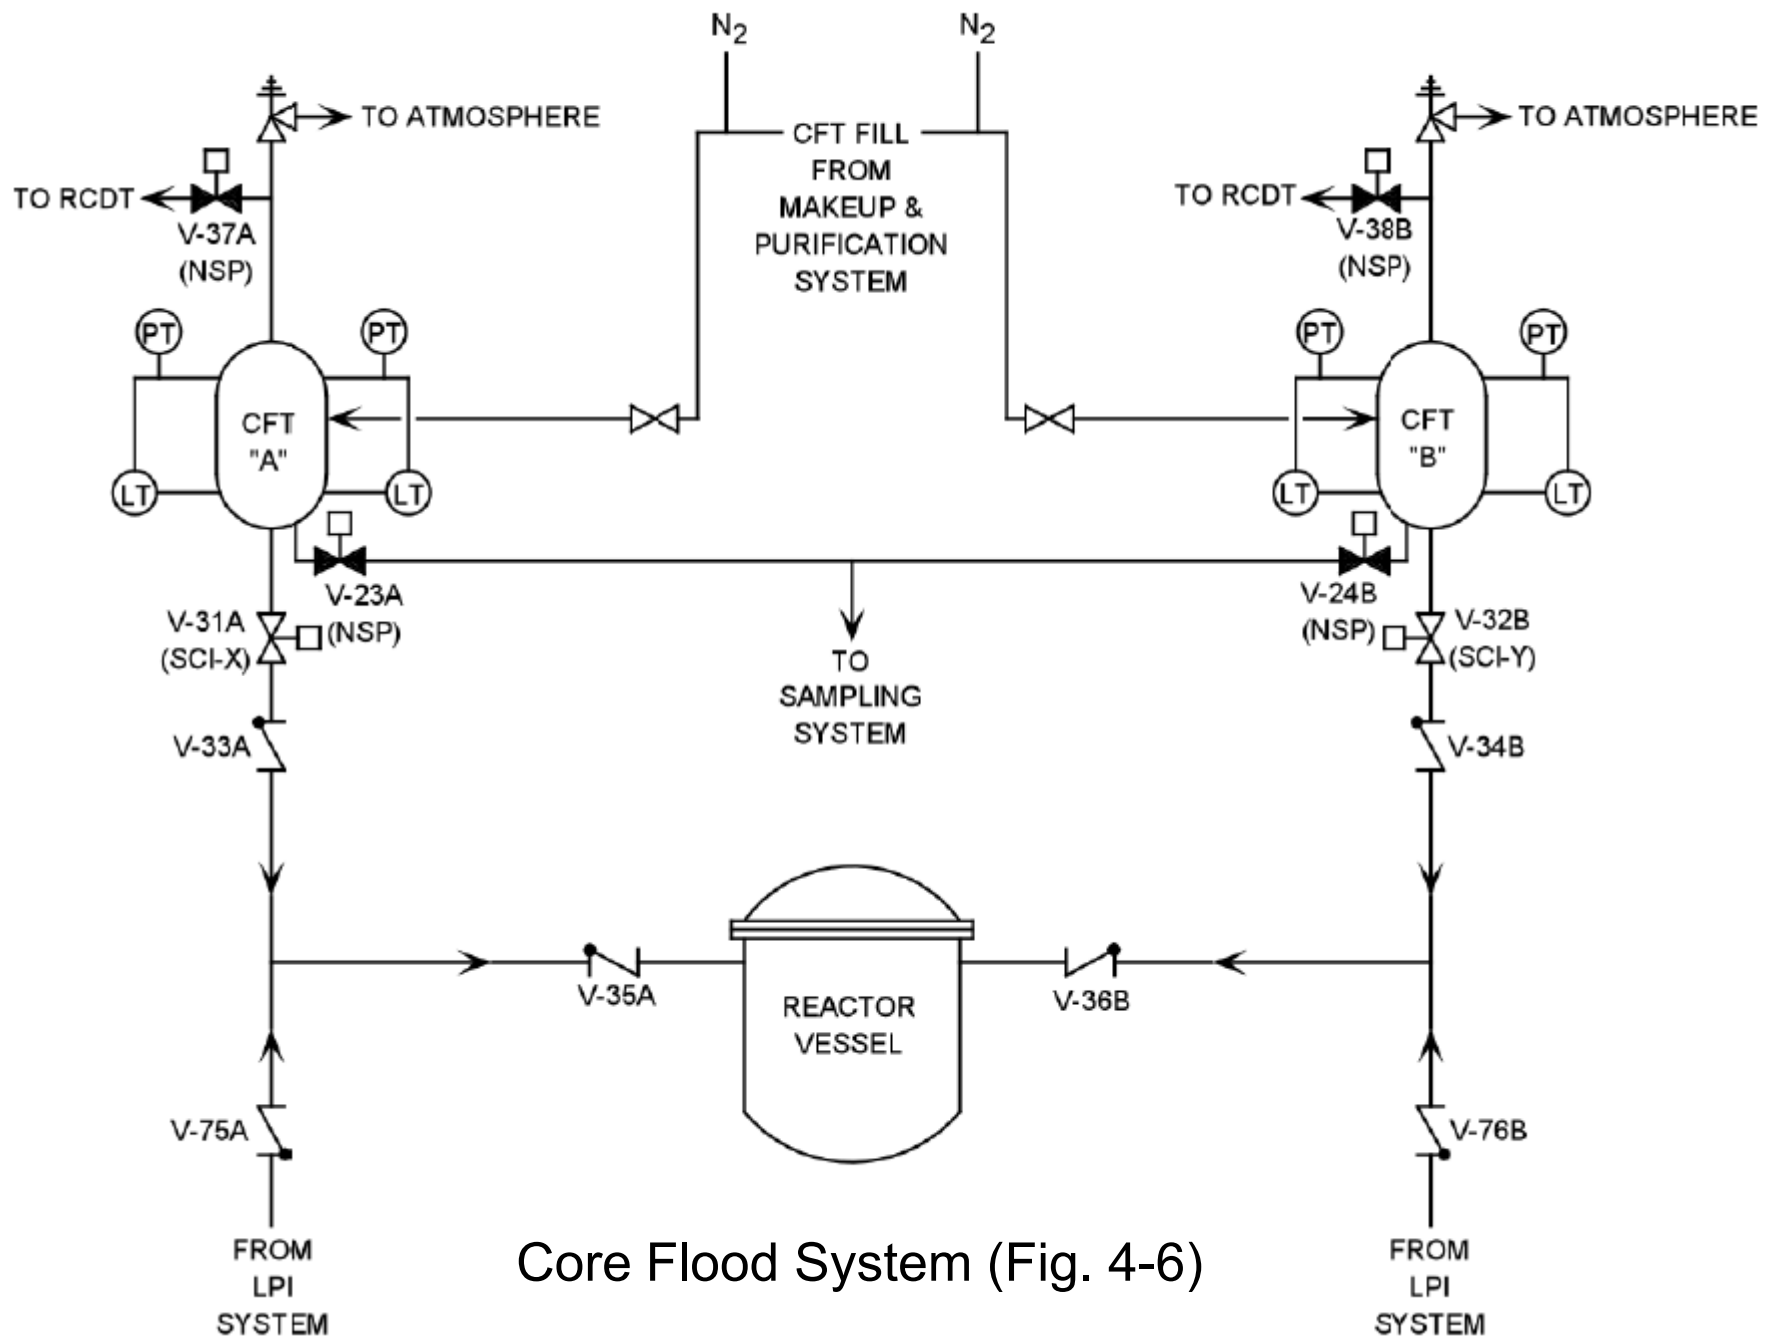 N2
N2
TO ATMOSPHERE
CFT FILL
FROM
MAKEUP &
PURIFICATION
SYSTEM
TO ATMOSPHERE
TO RCDT
V-37A
(NSP)
TO RCDT
V-38B
(NSP)
PT
PT
PT
PT
CFT
"A"
CFT
"B"
LT
LT
LT
LT
V-23A
(NSP)
V-24B
(NSP)
V-31A
(SCI-X)
V-32B
(SCI-Y)
TO
SAMPLING
SYSTEM
V-33A
V-34B
V-35A
REACTOR
VESSEL
V-36B
V-75A
V-76B
FROM
LPI
SYSTEM
Core Flood System (Fig. 4-6)
FROM
LPI
SYSTEM